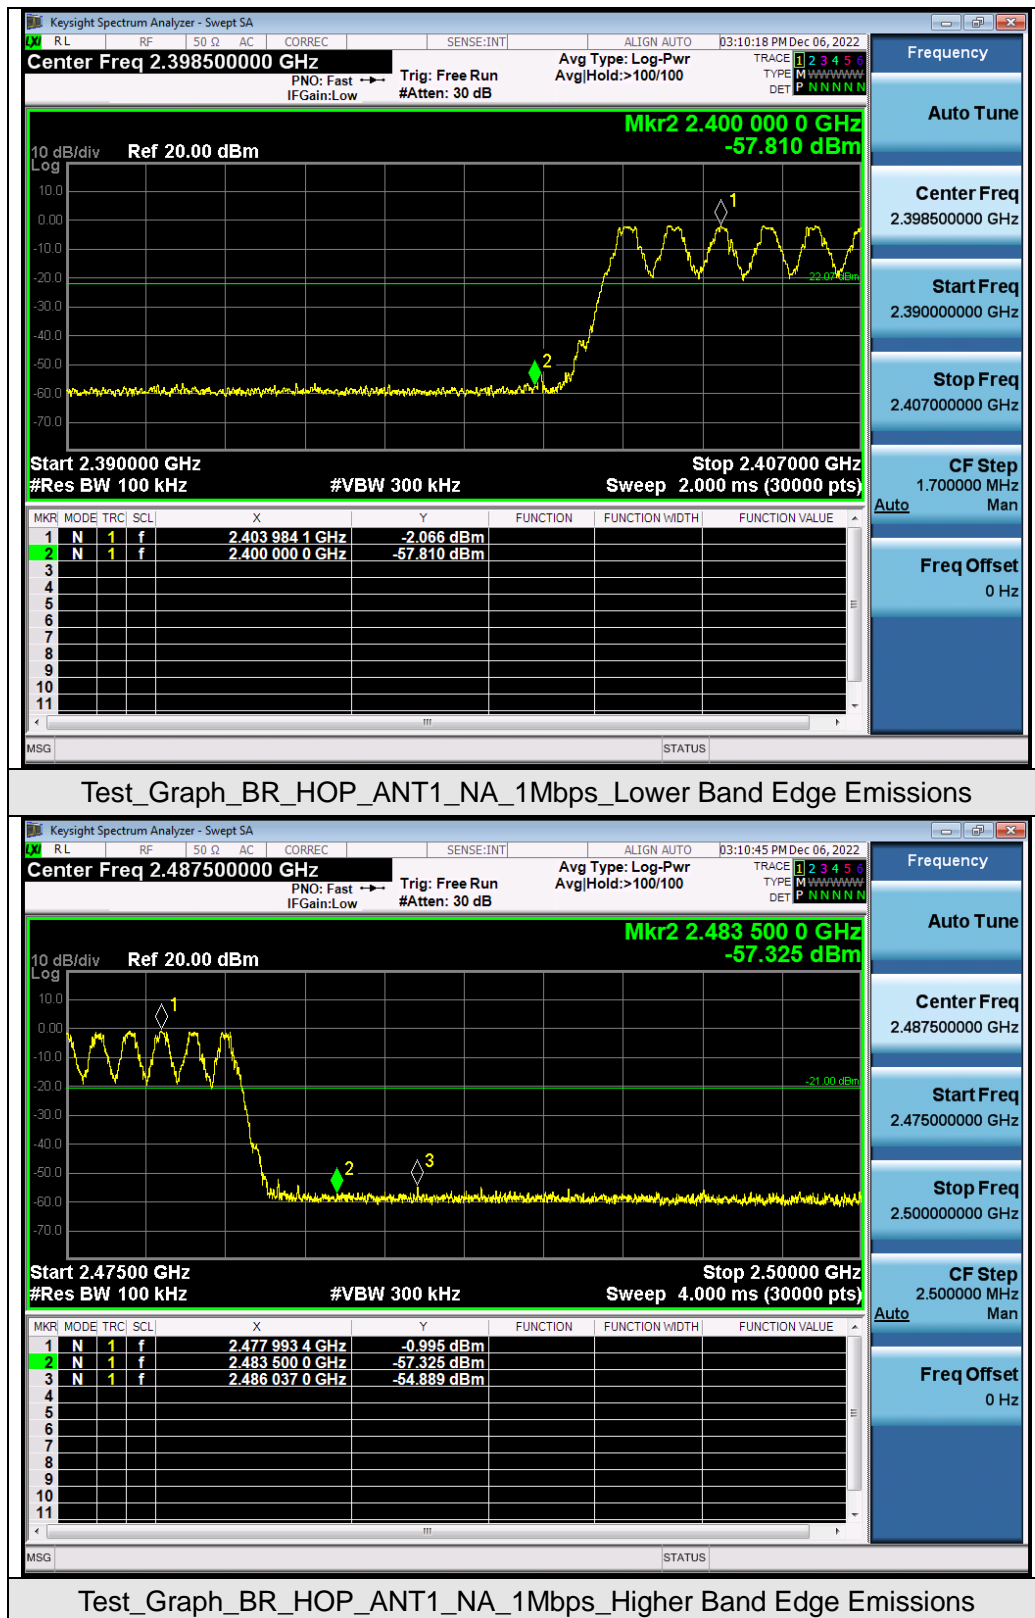 Keysight Spectrum Analyzer - Swept SA
LXI RL RF 50 Ω AC CORREC SENSE:INT ALIGN AUTO 03:10:18 PM Dec 06, 2022
Center Freq 2.398500000 GHz
PNO: Fast
IFGain:Low
Trig: Free Run
#Atten: 30 dB
Avg Type: Log-Pwr
Avg|Hold:>100/100
TRACE 1 2 3 4 5 6
TYPE M WWWWW
DET P N N N N N
Mkr2 2.400 000 0 GHz
-57.810 dBm
10 dB/div Ref 20.00 dBm
Log
10.0
0.00
-10.0
-20.0
-30.0
-40.0
-50.0
-60.0
-70.0
1
2
-22.07 dBm
Start 2.390000 GHz Stop 2.407000 GHz
#Res BW 100 kHz #VBW 300 kHz Sweep 2.000 ms (30000 pts)
MKR MODE TRC SCL X Y FUNCTION FUNCTION WIDTH FUNCTION VALUE
1 N 1 f 2.403 984 1 GHz -2.066 dBm
2 N 1 f 2.400 000 0 GHz -57.810 dBm
3
4
5
6
7
8
9
10
11
MSG STATUS
Frequency
Auto Tune
Center Freq
2.398500000 GHz
Start Freq
2.390000000 GHz
Stop Freq
2.407000000 GHz
CF Step
1.700000 MHz
Auto Man
Freq Offset
0 Hz
Test_Graph_BR_HOP_ANT1_NA_1Mbps_Lower Band Edge Emissions
Keysight Spectrum Analyzer - Swept SA
LXI RL RF 50 Ω AC CORREC SENSE:INT ALIGN AUTO 03:10:45 PM Dec 06, 2022
Center Freq 2.487500000 GHz
PNO: Fast
IFGain:Low
Trig: Free Run
#Atten: 30 dB
Avg Type: Log-Pwr
Avg|Hold:>100/100
TRACE 1 2 3 4 5 6
TYPE M WWWWW
DET P N N N N N
Mkr2 2.483 500 0 GHz
-57.325 dBm
10 dB/div Ref 20.00 dBm
Log
10.0
0.00
-10.0
-20.0
-30.0
-40.0
-50.0
-60.0
-70.0
1
2
3
-21.00 dBm
Start 2.47500 GHz Stop 2.50000 GHz
#Res BW 100 kHz #VBW 300 kHz Sweep 4.000 ms (30000 pts)
MKR MODE TRC SCL X Y FUNCTION FUNCTION WIDTH FUNCTION VALUE
1 N 1 f 2.477 993 4 GHz -0.995 dBm
2 N 1 f 2.483 500 0 GHz -57.325 dBm
3 N 1 f 2.486 037 0 GHz -54.889 dBm
4
5
6
7
8
9
10
11
MSG STATUS
Frequency
Auto Tune
Center Freq
2.487500000 GHz
Start Freq
2.475000000 GHz
Stop Freq
2.500000000 GHz
CF Step
2.500000 MHz
Auto Man
Freq Offset
0 Hz
Test_Graph_BR_HOP_ANT1_NA_1Mbps_Higher Band Edge Emissions